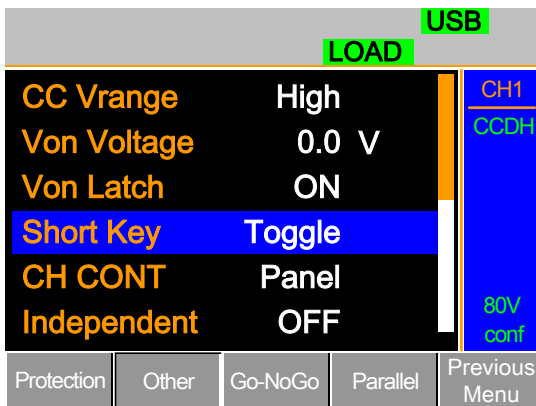 USB
LOAD
CC Vrange High
Von Voltage 0.0 V
Von Latch ON
Short Key Toggle
CH CONT Panel
Independent OFF
CH1
CCDH
80V
conf
Protection Other Go-NoGo Parallel Previous
Menu